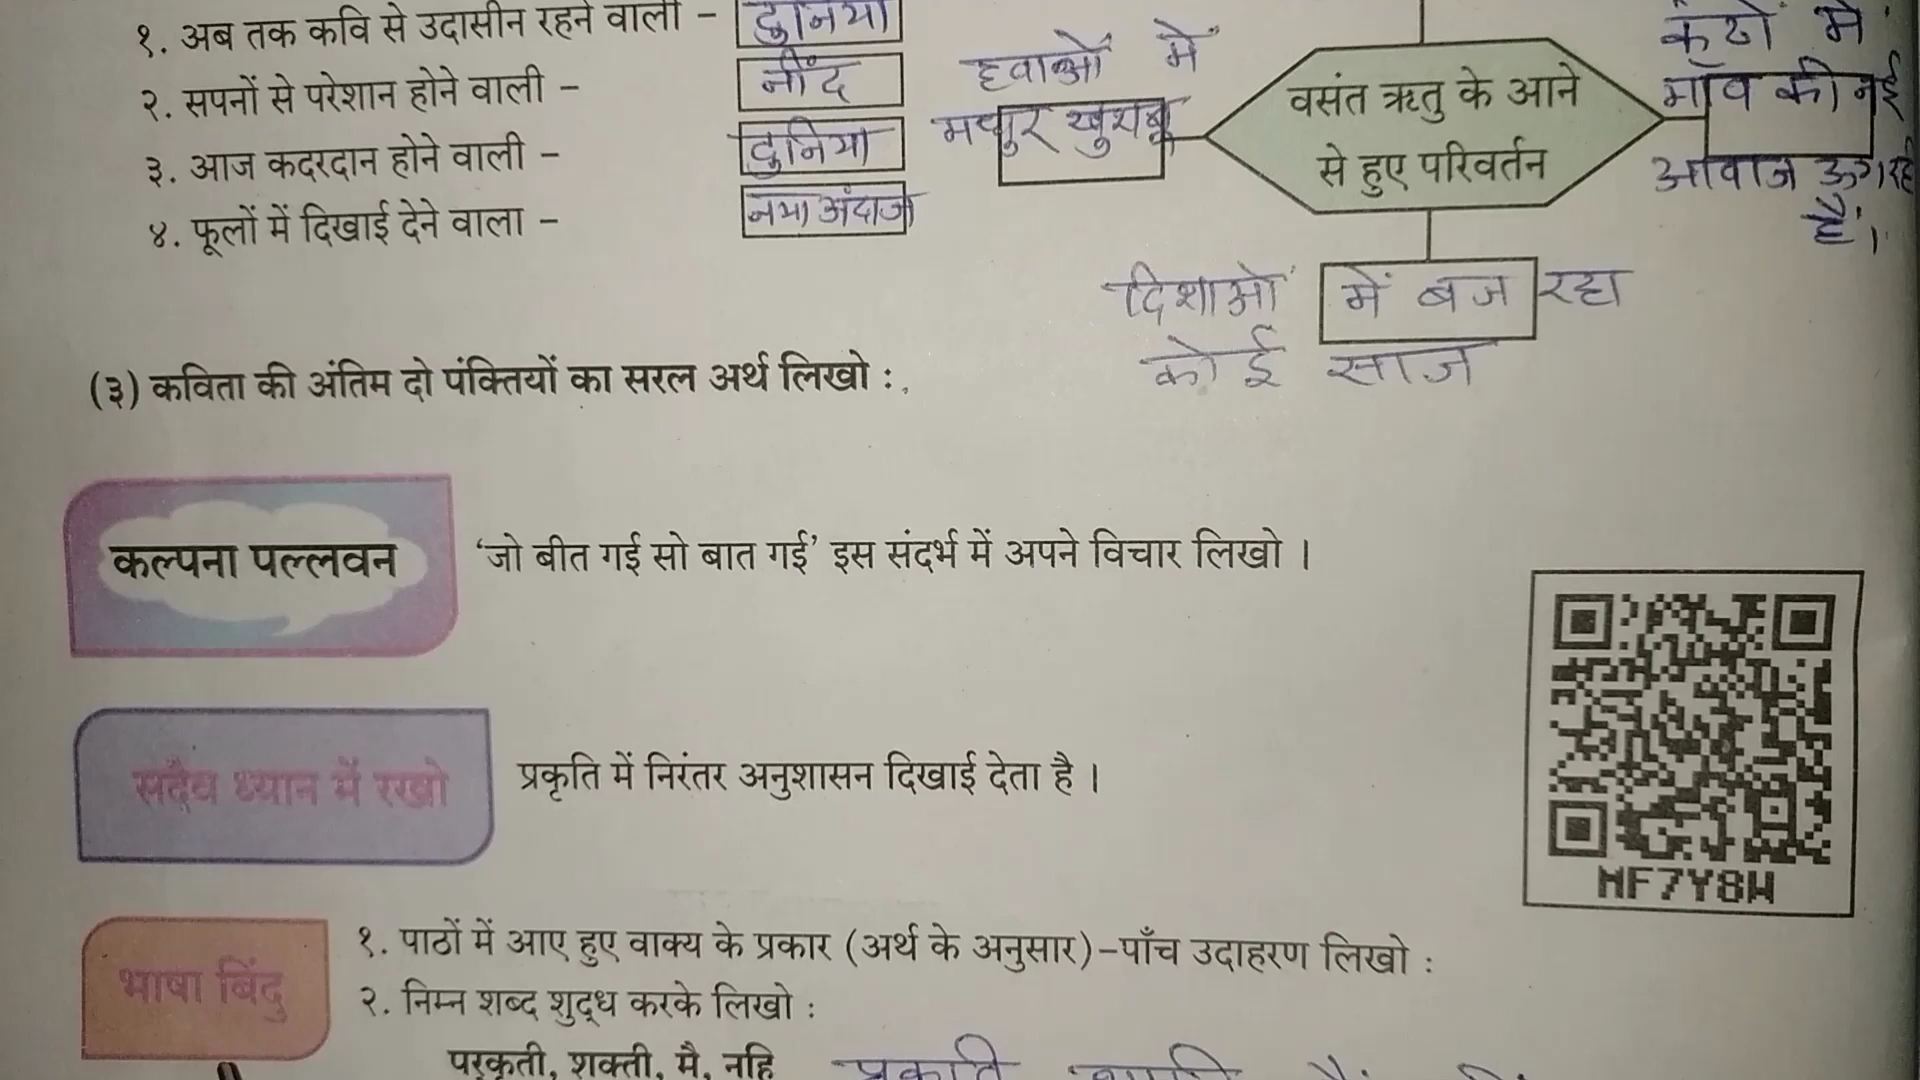 १. अब तक कवि से उदासीन रहने वाली – दुनिया
२. सपनों से परेशान होने वाली – नींद
३. आज कदरदान होने वाली – दुनिया
४. फूलों में दिखाई देने वाला – नया अंदाज
हवाओं में
मधुर खुशबू
वसंत ऋतु के आने
से हुए परिवर्तन
में
की नई
आवाज उग रही
है।
दिशाओं में बज रहा
कोई साज
(३) कविता की अंतिम दो पंक्तियों का सरल अर्थ लिखो :
कल्पना पल्लवन
‘जो बीत गई सो बात गई’ इस संदर्भ में अपने विचार लिखो ।
सदैव ध्यान में रखो
प्रकृति में निरंतर अनुशासन दिखाई देता है ।
MF7Y8W
भाषा बिंदु
१. पाठों में आए हुए वाक्य के प्रकार (अर्थ के अनुसार)–पाँच उदाहरण लिखो :
२. निम्न शब्द शुद्ध करके लिखो :
पर्कृती, शक्ती, मै, नहि प्रकृति